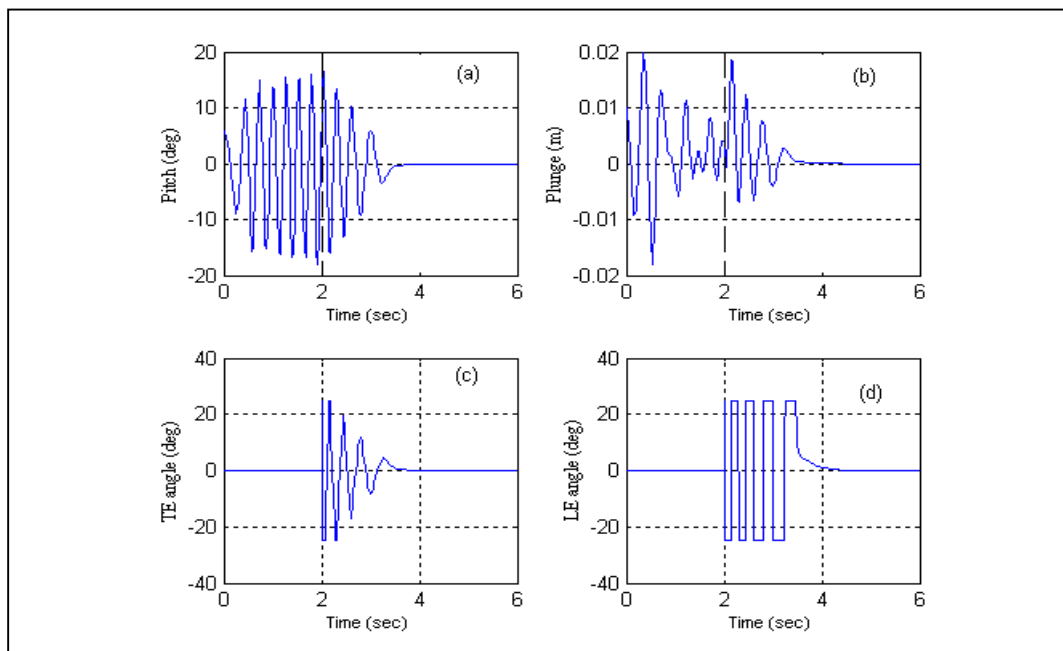 20
10
0
-10
-20
Pitch (deg)
(a)
0 2 4 6
Time (sec)
0.02
0.01
0
-0.01
-0.02
Plunge (m)
(b)
0 2 4 6
Time (sec)
40
20
0
-20
-40
TE angle (deg)
(c)
0 2 4 6
Time (sec)
40
20
0
-20
-40
LE angle (deg)
(d)
0 2 4 6
Time (sec)